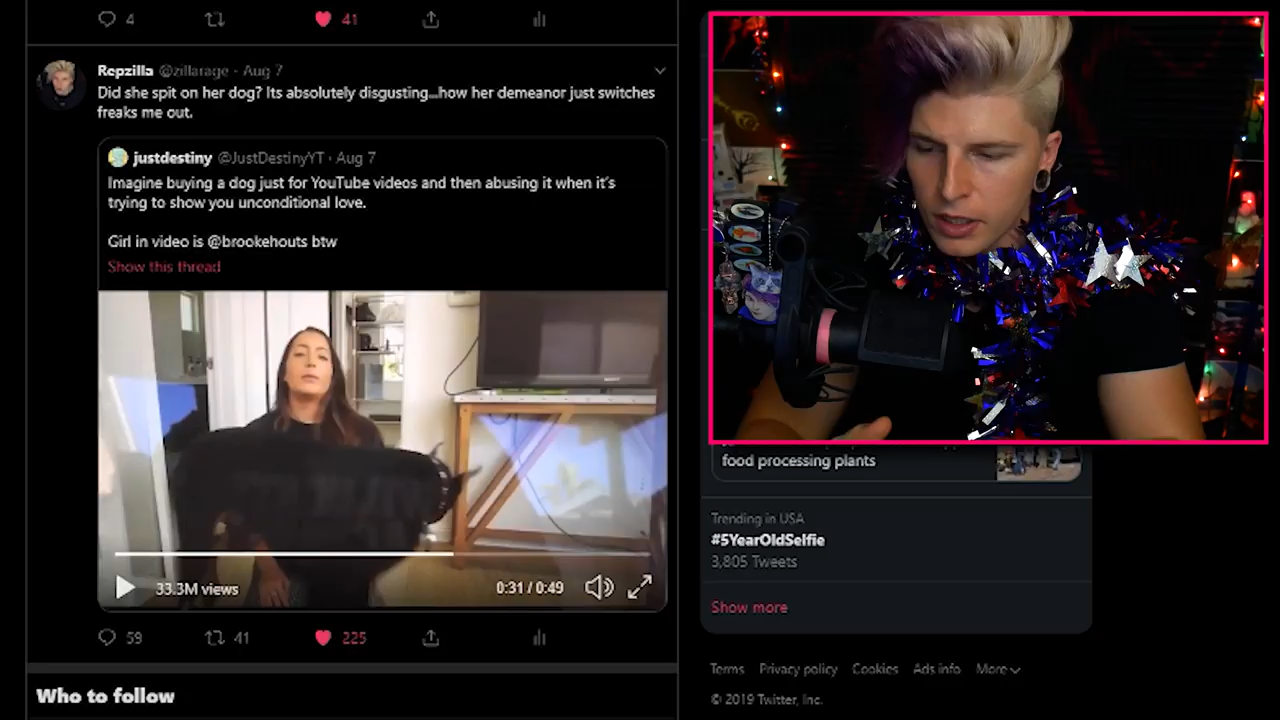 4
41
Repzilla @zillarage · Aug 7
Did she spit on her dog? Its absolutely disgusting...how her demeanor just switches
freaks me out.
justdestiny @JustDestinyYT · Aug 7
Imagine buying a dog just for YouTube videos and then abusing it when it's
trying to show you unconditional love.
Girl in video is @brookehouts btw
Show this thread
33.3M views
0:31 / 0:49
59
41
225
Who to follow
food processing plants
Trending in USA
#5YearOldSelfie
3,805 Tweets
Show more
Terms Privacy policy Cookies Ads info More
© 2019 Twitter, Inc.